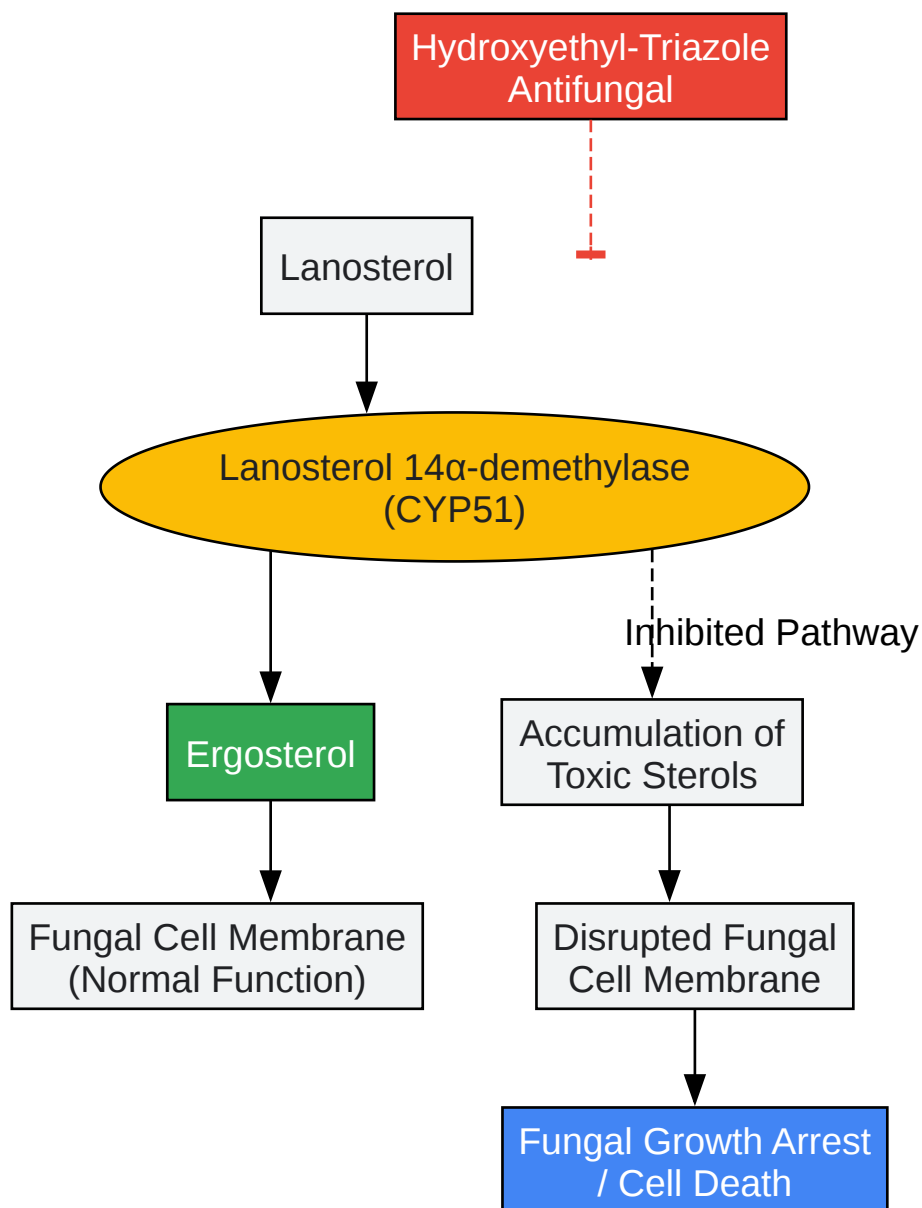 Hydroxyethyl-Triazole
Antifungal
Lanosterol
Lanosterol 14α-demethylase
(CYP51)
Inhibited Pathway
Ergosterol
Accumulation of
Toxic Sterols
Fungal Cell Membrane
(Normal Function)
Disrupted Fungal
Cell Membrane
Fungal Growth Arrest
/ Cell Death